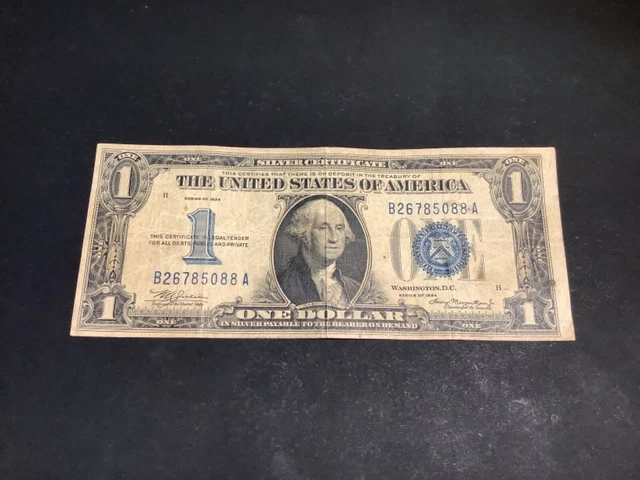 1 ONE SILVER CERTIFICATE ONE 1
THIS CERTIFIES THAT THERE IS ON DEPOSIT IN THE TREASURY OF
THE UNITED STATES OF AMERICA
H SERIES OF 1934
B26785088 A
1
ONE
THIS CERTIFICATE IS LEGAL TENDER
FOR ALL DEBTS, PUBLIC AND PRIVATE
B26785088 A
WASHINGTON, D.C. H
SERIES OF 1934
1 ONE DOLLAR 1
ONE IN SILVER PAYABLE TO THE BEARER ON DEMAND ONE